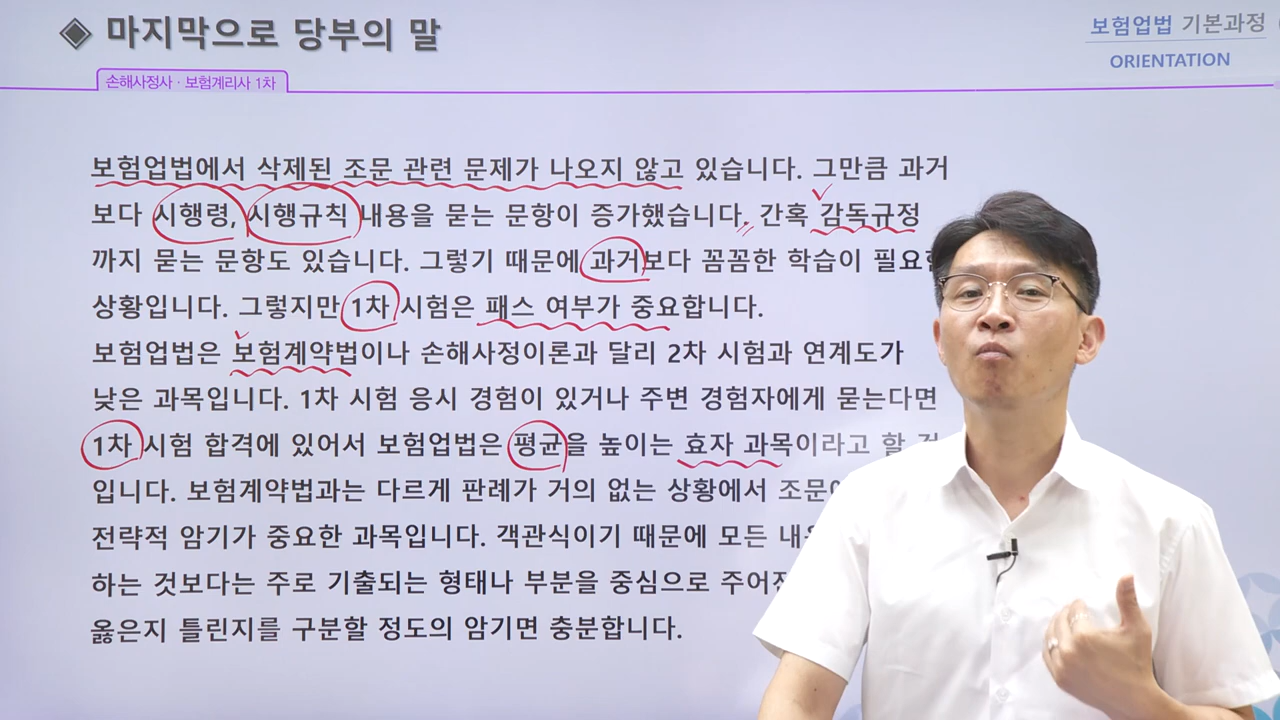 ◈ 마지막으로 당부의 말
보험업법 기본과정
ORIENTATION
손해사정사 · 보험계리사 1차
보험업법에서 삭제된 조문 관련 문제가 나오지 않고 있습니다. 그만큼 과거
보다 시행령, 시행규칙 내용을 묻는 문항이 증가했습니다. 간혹 감독규정
까지 묻는 문항도 있습니다. 그렇기 때문에 과거보다 꼼꼼한 학습이
상황입니다. 그렇지만 1차 시험은 패스 여부가 중요합니다.
보험업법은 보험계약법이나 손해사정이론과 달리 2차 시험과 연계도가
낮은 과목입니다. 1차 시험 응시 경험이 있거나 주변 경험자에게 묻는다면
1차 시험 합격에 있어서 보험업법은 평균을 높이는 효자 과목이라고 할
입니다. 보험계약법과는 다르게 판례가 거의 없는 상황에서
전략적 암기가 중요한 과목입니다. 객관식이기 때문에 모든
하는 것보다는 주로 기출되는 형태나 부분을 중심으로
옳은지 틀린지를 구분할 정도의 암기면 충분합니다.